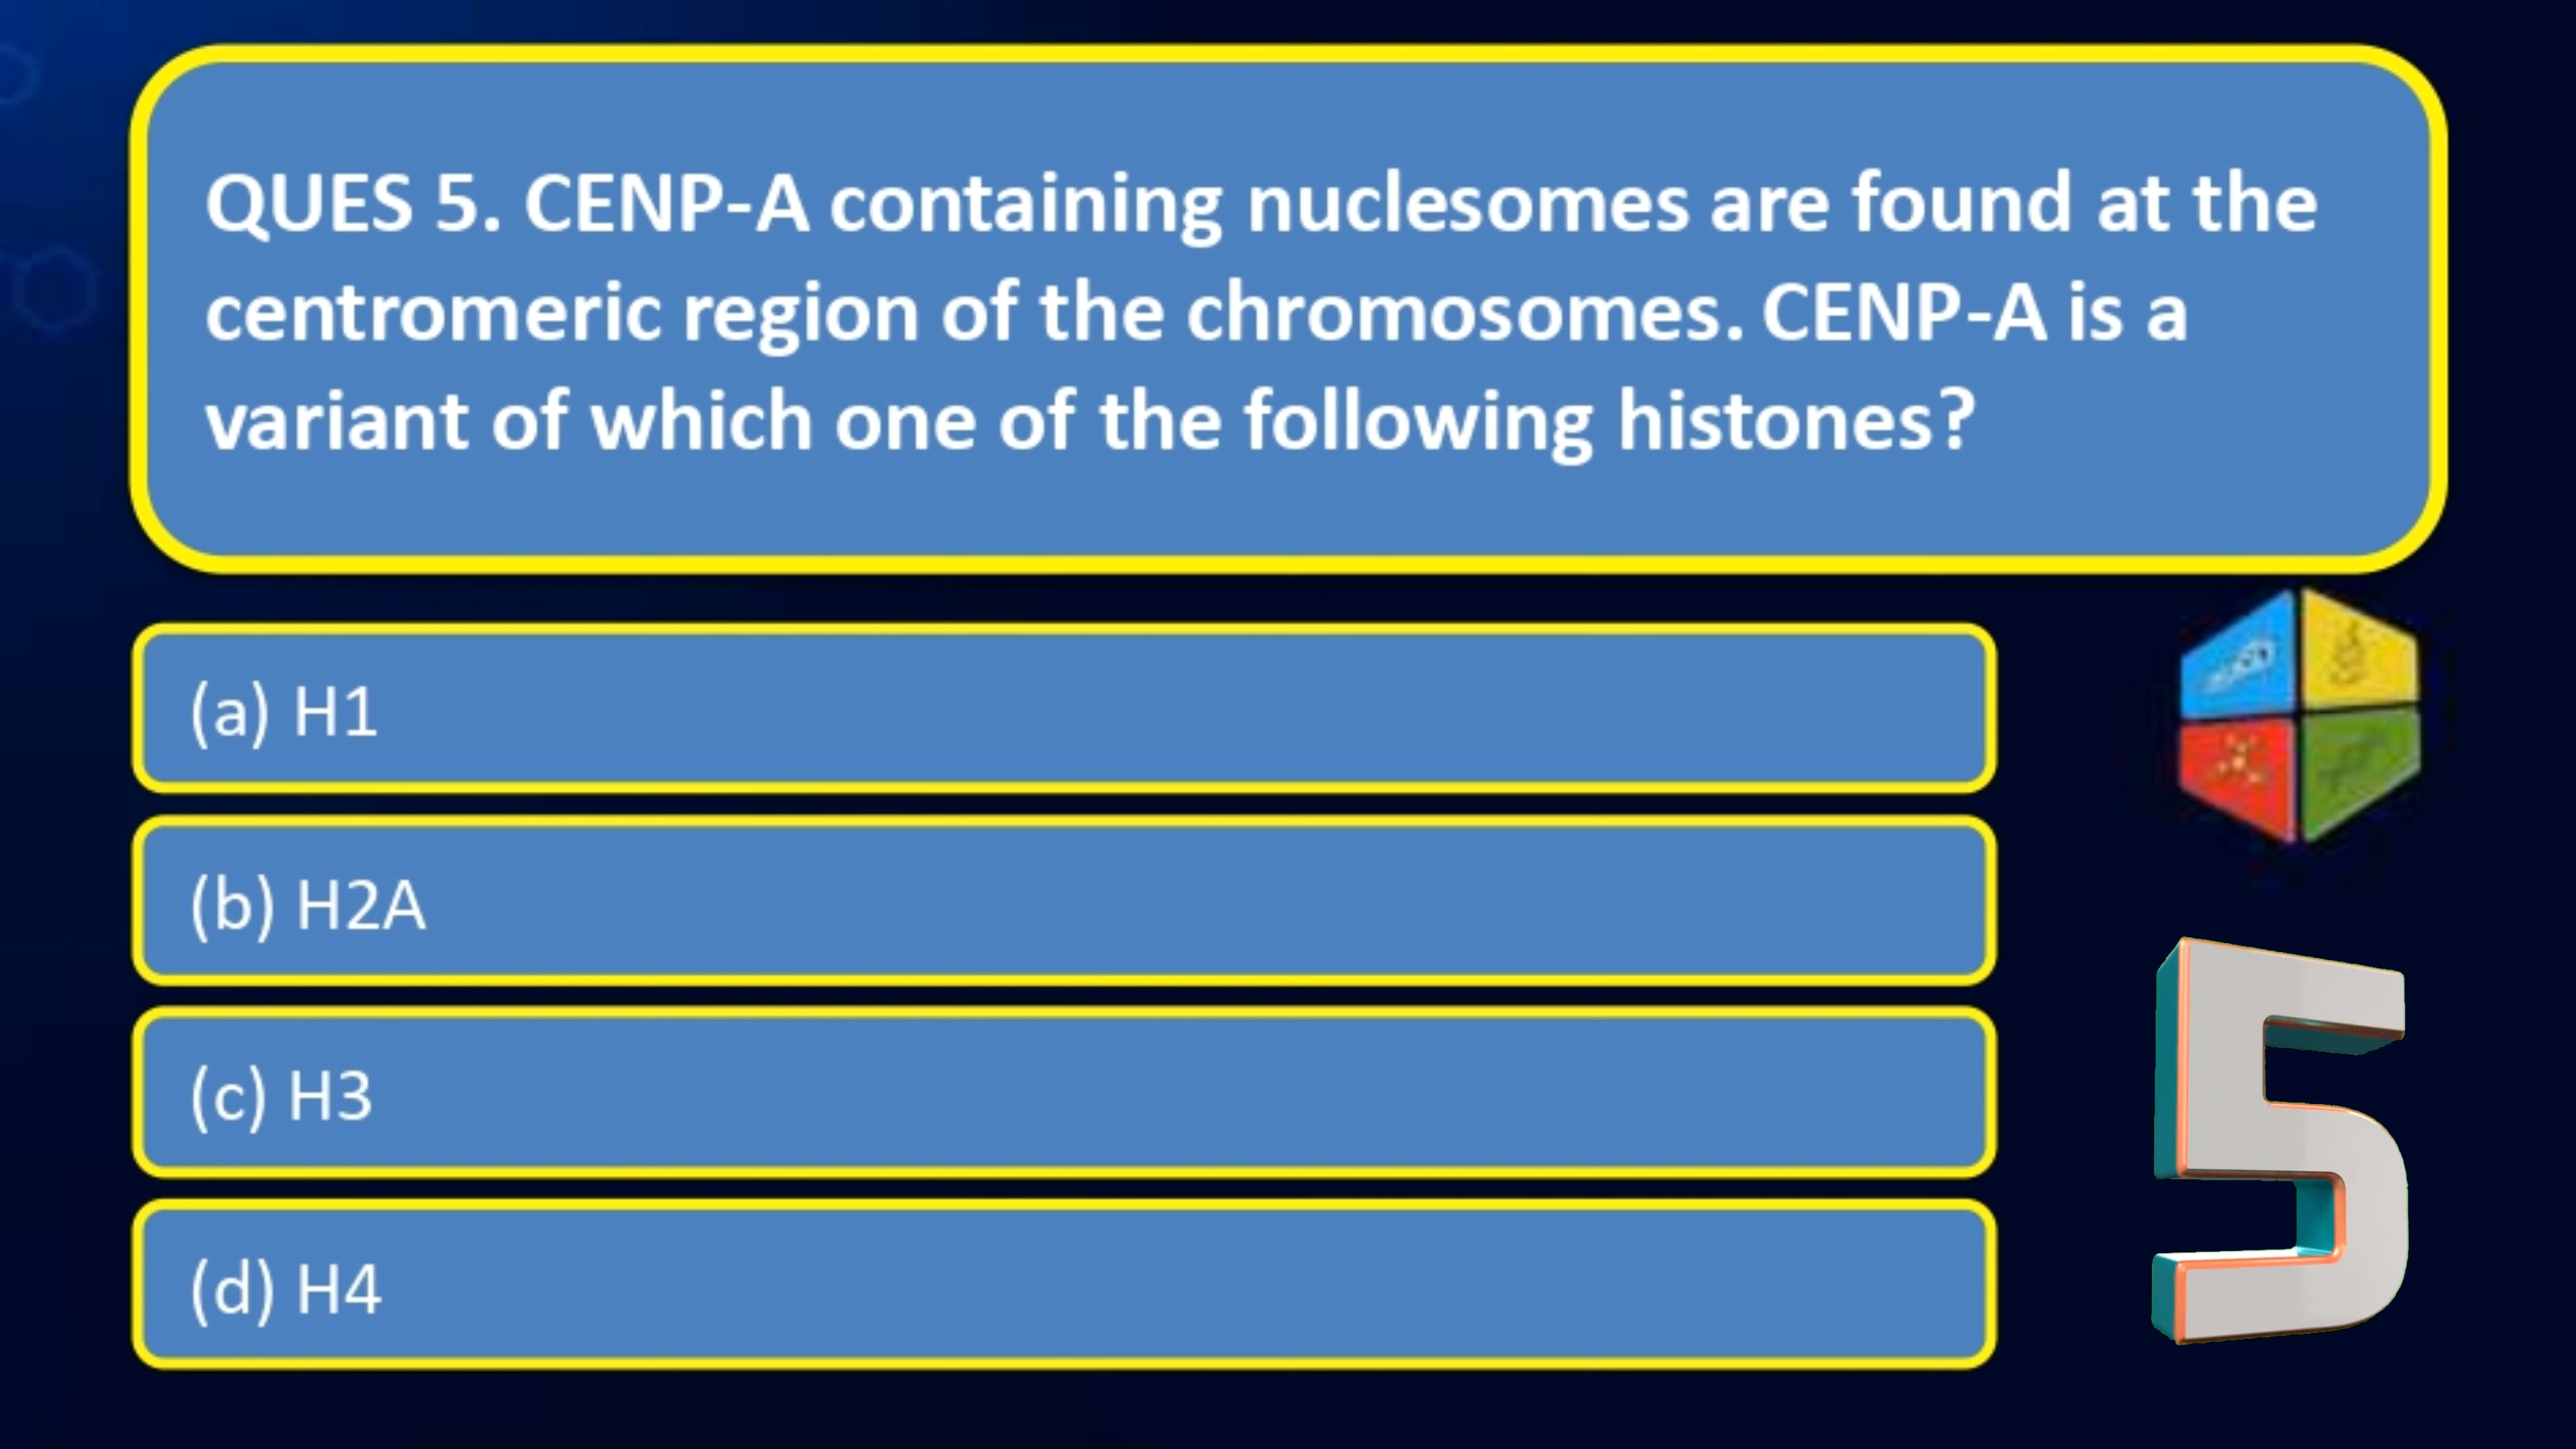 QUES 5. CENP-A containing nuclesomes are found at the
centromeric region of the chromosomes. CENP-A is a
variant of which one of the following histones?
(a) H1
(b) H2A
(c) H3
(d) H4
5